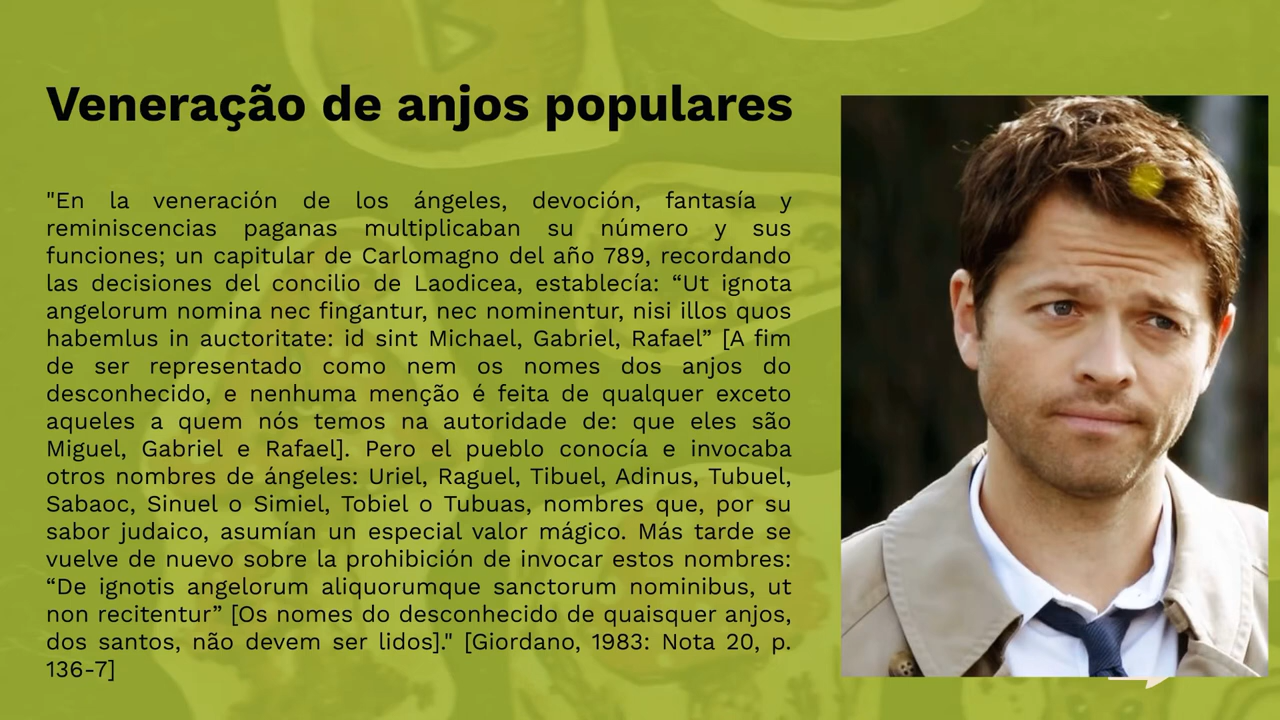 Veneração de anjos populares
"En la veneración de los ángeles, devoción, fantasía y
reminiscencias paganas multiplicaban su número y sus
funciones; un capitular de Carlomagno del año 789, recordando
las decisiones del concilio de Laodicea, establecía: “Ut ignota
angelorum nomina nec fingantur, nec nominentur, nisi illos quos
habemlus in auctoritate: id sint Michael, Gabriel, Rafael” [A fim
de ser representado como nem os nomes dos anjos do
desconhecido, e nenhuma menção é feita de qualquer exceto
aqueles a quem nós temos na autoridade de: que eles são
Miguel, Gabriel e Rafael]. Pero el pueblo conocía e invocaba
otros nombres de ángeles: Uriel, Raguel, Tibuel, Adinus, Tubuel,
Sabaoc, Sinuel o Simiel, Tobiel o Tubuas, nombres que, por su
sabor judaico, asumían un especial valor mágico. Más tarde se
vuelve de nuevo sobre la prohibición de invocar estos nombres:
“De ignotis angelorum aliquorumque sanctorum nominibus, ut
non recitentur” [Os nomes do desconhecido de quaisquer anjos,
dos santos, não devem ser lidos]." [Giordano, 1983: Nota 20, p.
136-7]